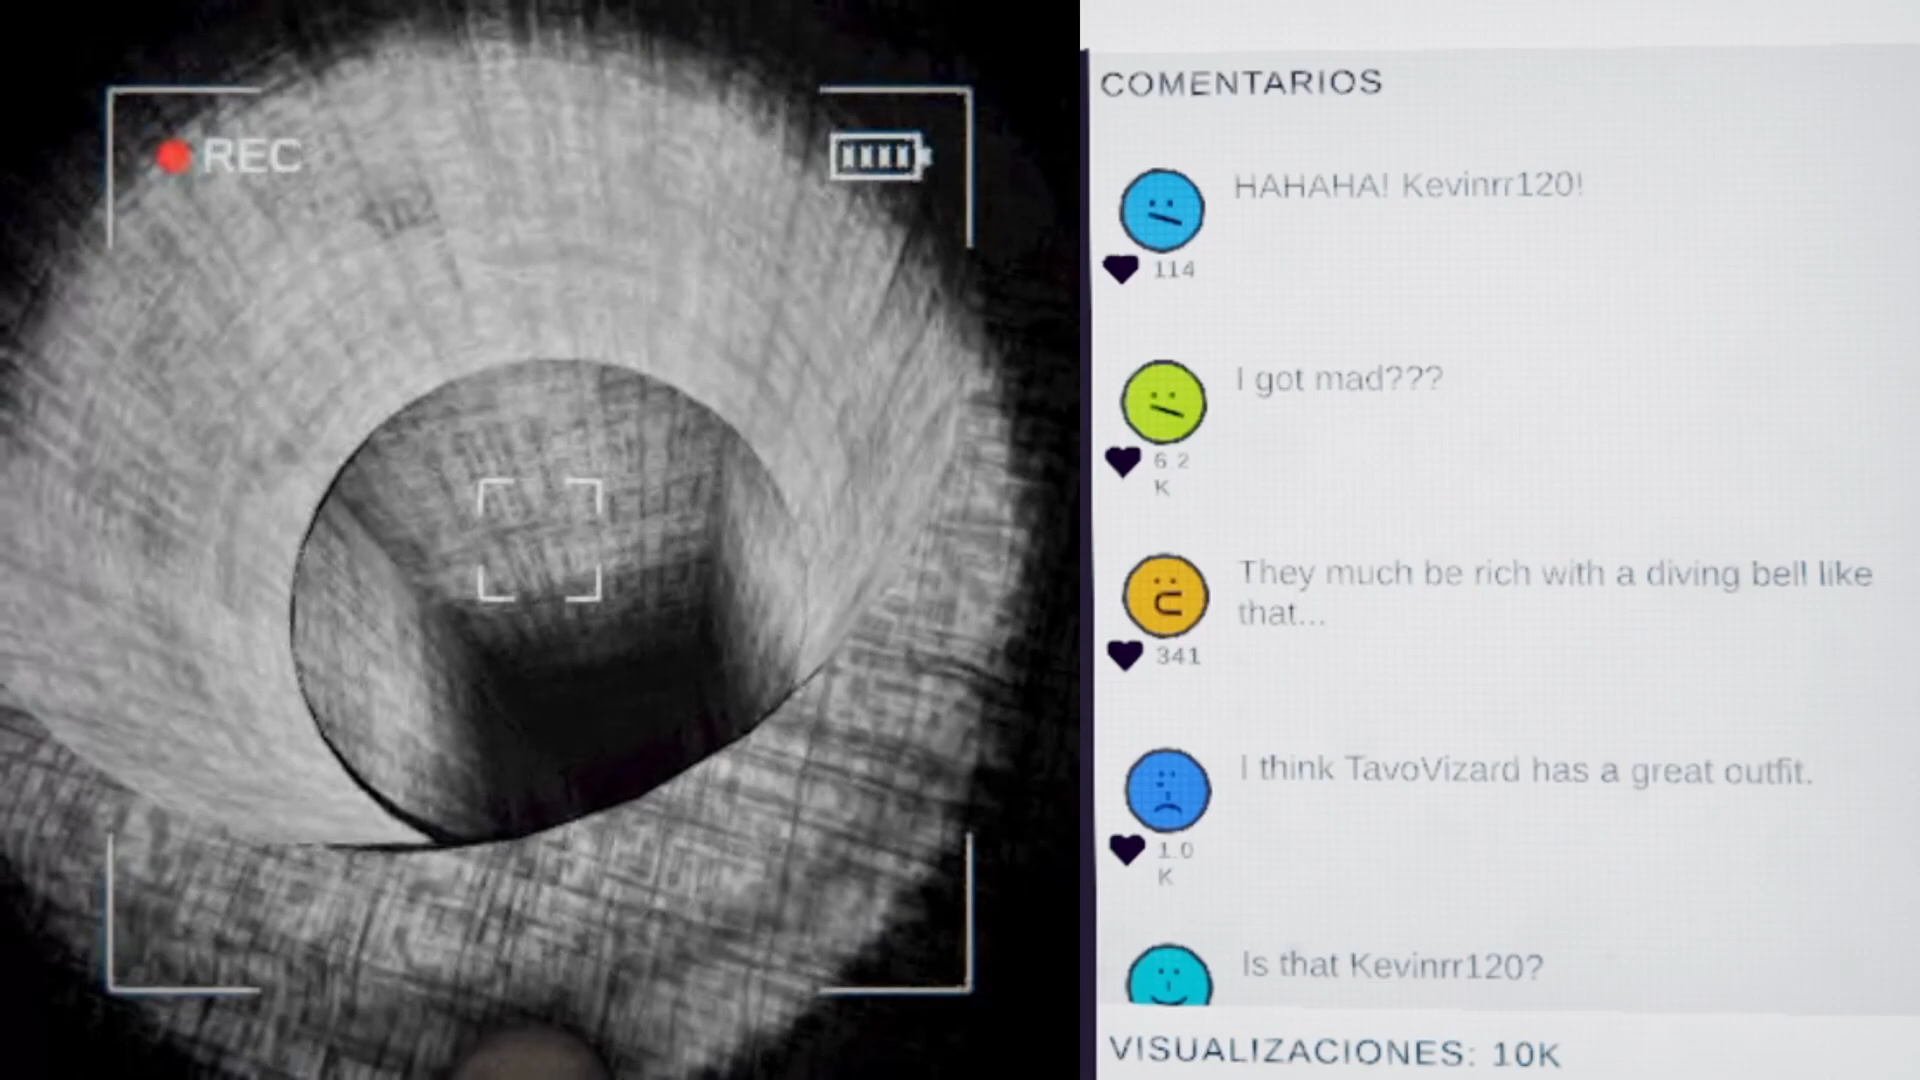 REC
COMENTARIOS
HAHAHA! Kevinrr120!
114
I got mad???
6.2
K
They much be rich with a diving bell like
that...
341
I think TavoVizard has a great outfit.
1.0
K
Is that Kevinrr120?
VISUALIZACIONES: 10K